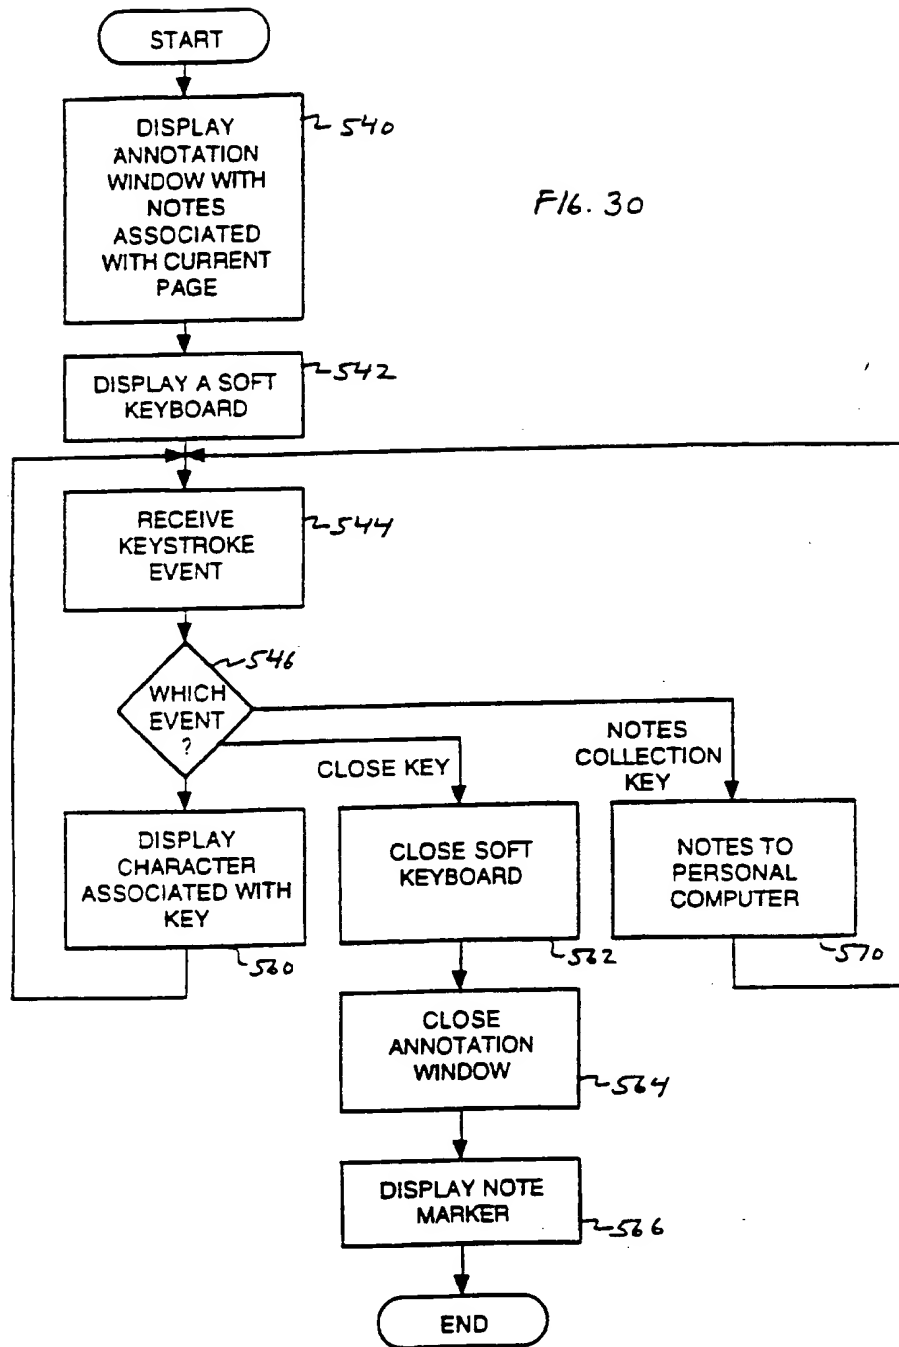 START
DISPLAY
ANNOTATION
WINDOW WITH
NOTES
ASSOCIATED
WITH CURRENT
PAGE
540
FIG. 30
DISPLAY A SOFT
KEYBOARD
542
RECEIVE
KEYSTROKE
EVENT
544
WHICH
EVENT
?
546
CLOSE KEY
NOTES
COLLECTION
KEY
DISPLAY
CHARACTER
ASSOCIATED WITH
KEY
560
CLOSE SOFT
KEYBOARD
562
NOTES TO
PERSONAL
COMPUTER
570
CLOSE
ANNOTATION
WINDOW
564
DISPLAY NOTE
MARKER
566
END